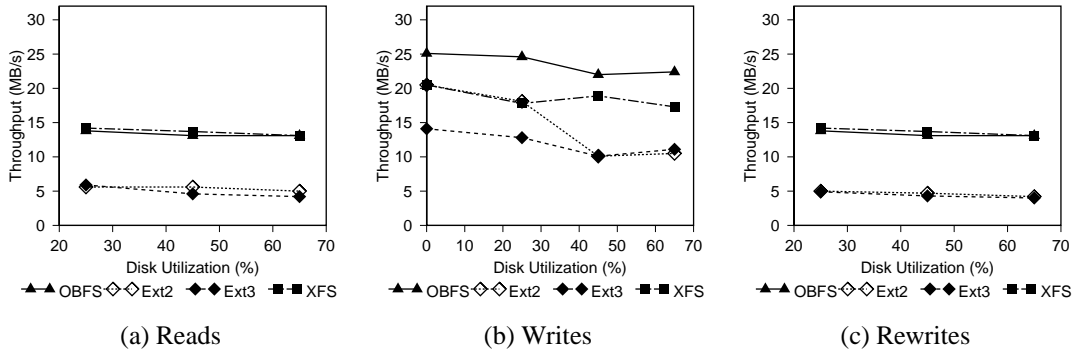 Throughput (MB/s)
30
25
20
15
10
5
0
20 30 40 50 60 70
Disk Utilization (%)
OBFS Ext2 Ext3 XFS
(a) Reads
Throughput (MB/s)
30
25
20
15
10
5
0
0 10 20 30 40 50 60 70
Disk Utilization (%)
OBFS Ext2 Ext3 XFS
(b) Writes
Throughput (MB/s)
30
25
20
15
10
5
0
20 30 40 50 60 70
Disk Utilization (%)
OBFS Ext2 Ext3 XFS
(c) Rewrites